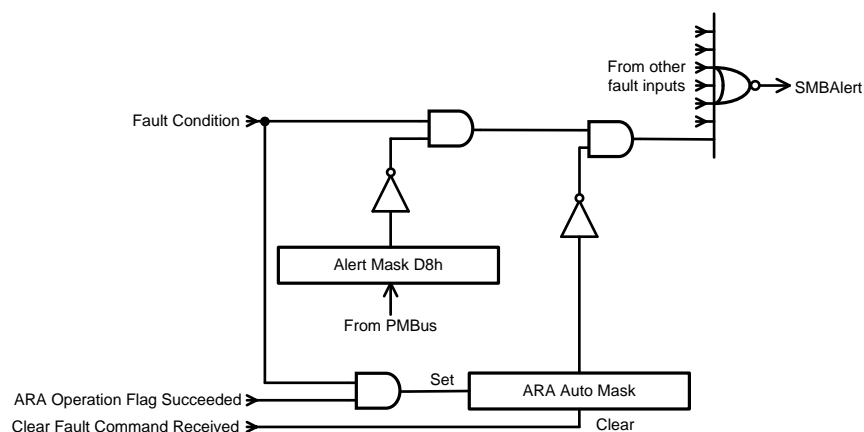 From other
fault inputs
SMBAlert
Fault Condition
Alert Mask D8h
From PMBus
Set
ARA Auto Mask
ARA Operation Flag Succeeded
Clear Fault Command Received
Clear